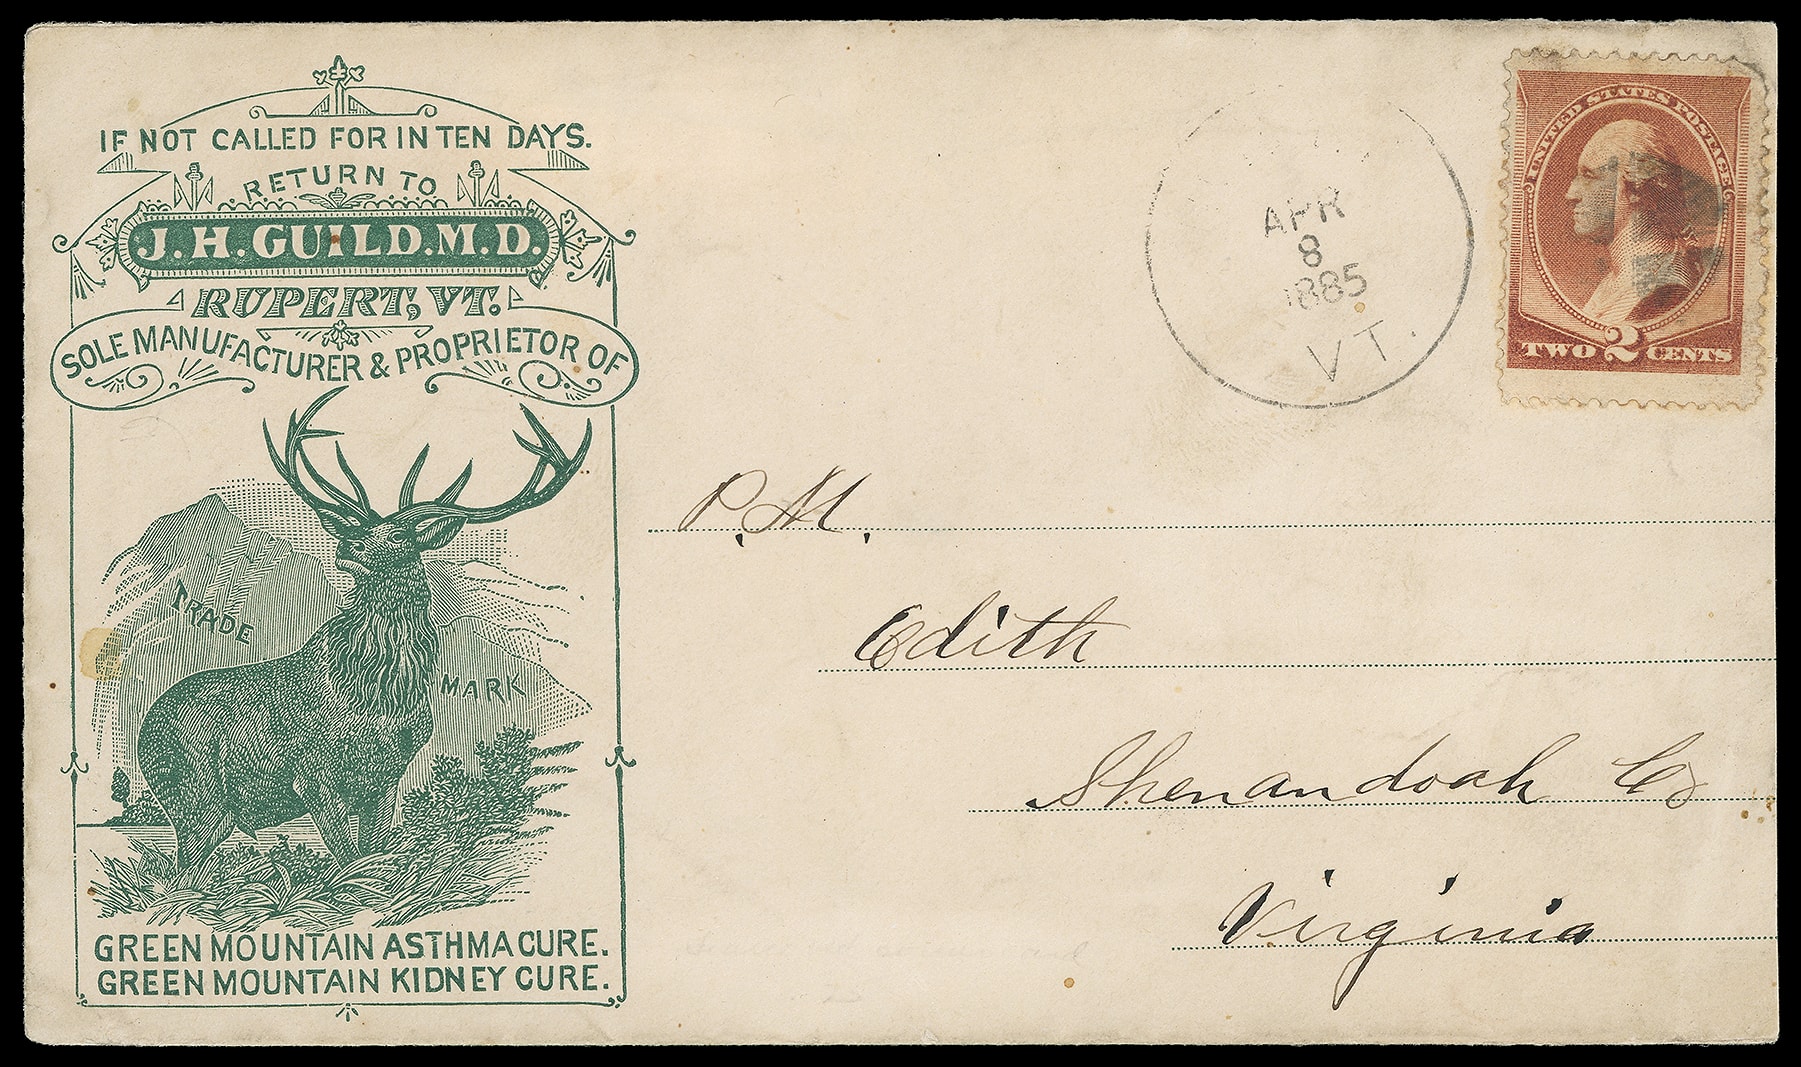 IF NOT CALLED FOR IN TEN DAYS.
RETURN TO
J. H. GUILD. M. D.
RUPERT, VT.
SOLE MANUFACTURER & PROPRIETOR OF
TRADE MARK
GREEN MOUNTAIN ASTHMA CURE.
GREEN MOUNTAIN KIDNEY CURE.
APR
8
1885
VT.
UNITED STATES POSTAGE
TWO 2 CENTS
P. M.
Edith
Shenandoah Co
Virginia